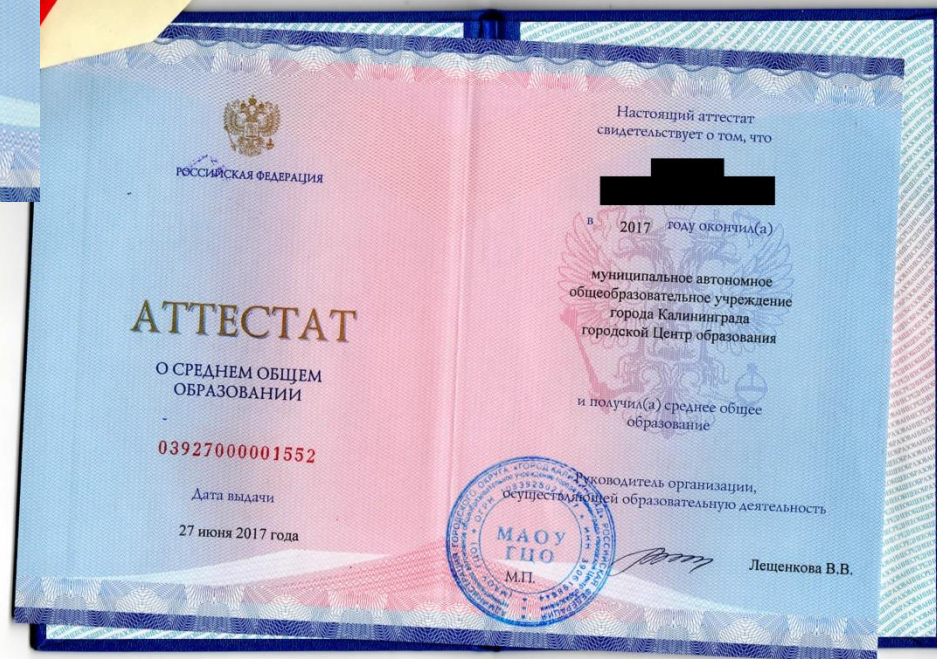 РОССИЙСКАЯ ФЕДЕРАЦИЯ
АТТЕСТАТ
О СРЕДНЕМ ОБЩЕМ
ОБРАЗОВАНИИ
03927000001552
Дата выдачи
27 июня 2017 года
Настоящий аттестат
свидетельствует о том, что
в 2017 году окончил(а)
муниципальное автономное
общеобразовательное учреждение
города Калининграда
городской Центр образования
и получил(а) среднее общее
образование
Руководитель организации,
осуществляющей образовательную деятельность
МАОУ
ГЦО
М.П.
Лещенкова В.В.